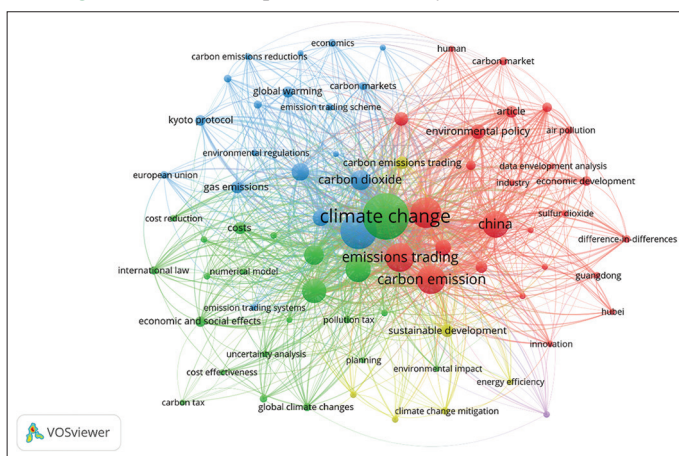 economics
human
carbon emissions reductions
carbon market
global warming
carbon markets
emission trading scheme
article
kyoto protocol
environmental policy
air pollution
environmental regulations
carbon emissions trading
data envelopment analysis
european union
gas emissions
carbon dioxide
industry
economic development
cost reduction
climate change
sulfur dioxide
costs
china
difference-in-differences
international law
numerical model
emissions trading
carbon emission
guangdong
emission trading systems
hubei
economic and social effects
pollution tax
sustainable development
innovation
uncertainty analysis
planning
cost effectiveness
environmental impact
energy efficiency
carbon tax
global climate changes
climate change mitigation
VOSviewer